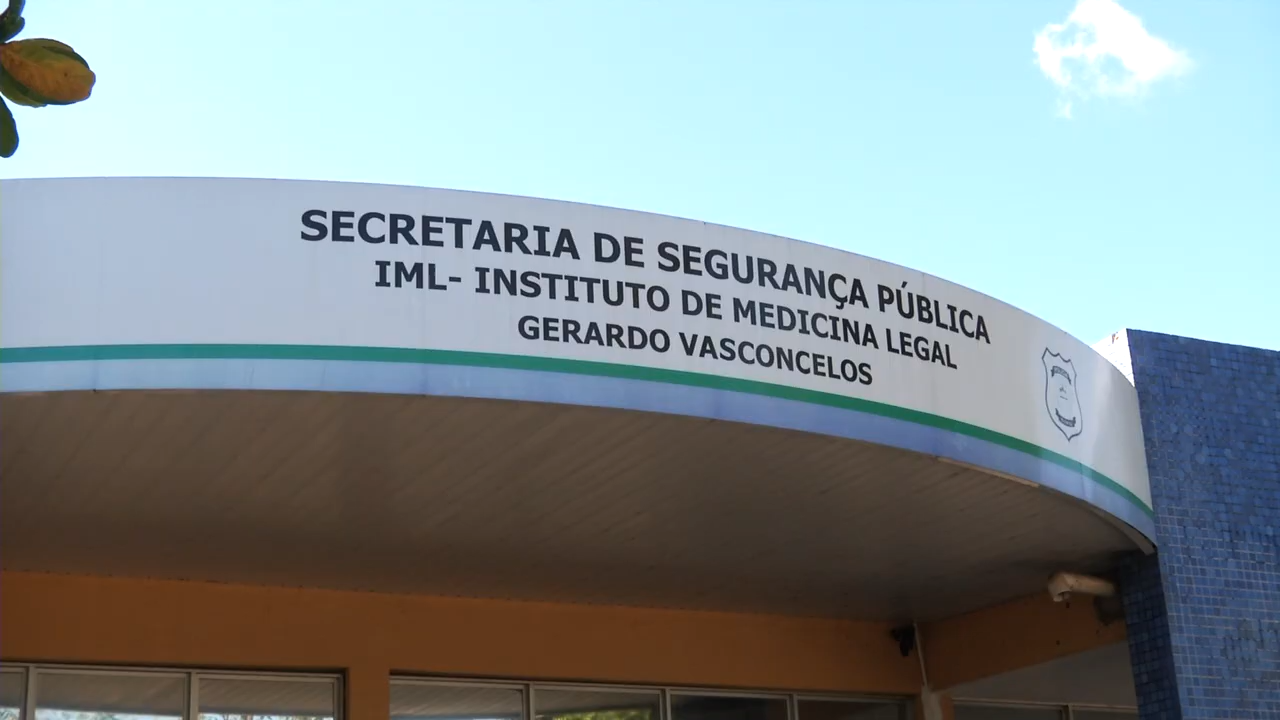 SECRETARIA DE SEGURANÇA PÚBLICA
IML- INSTITUTO DE MEDICINA LEGAL
GERARDO VASCONCELOS